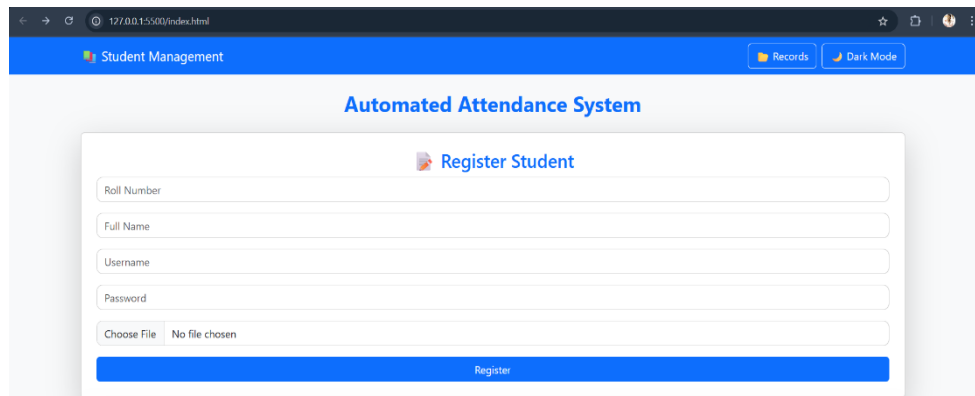 127.0.0.1:5500/index.html
Student Management
Records
Dark Mode
Automated Attendance System
Register Student
Roll Number
Full Name
Username
Password
Choose File No file chosen
Register